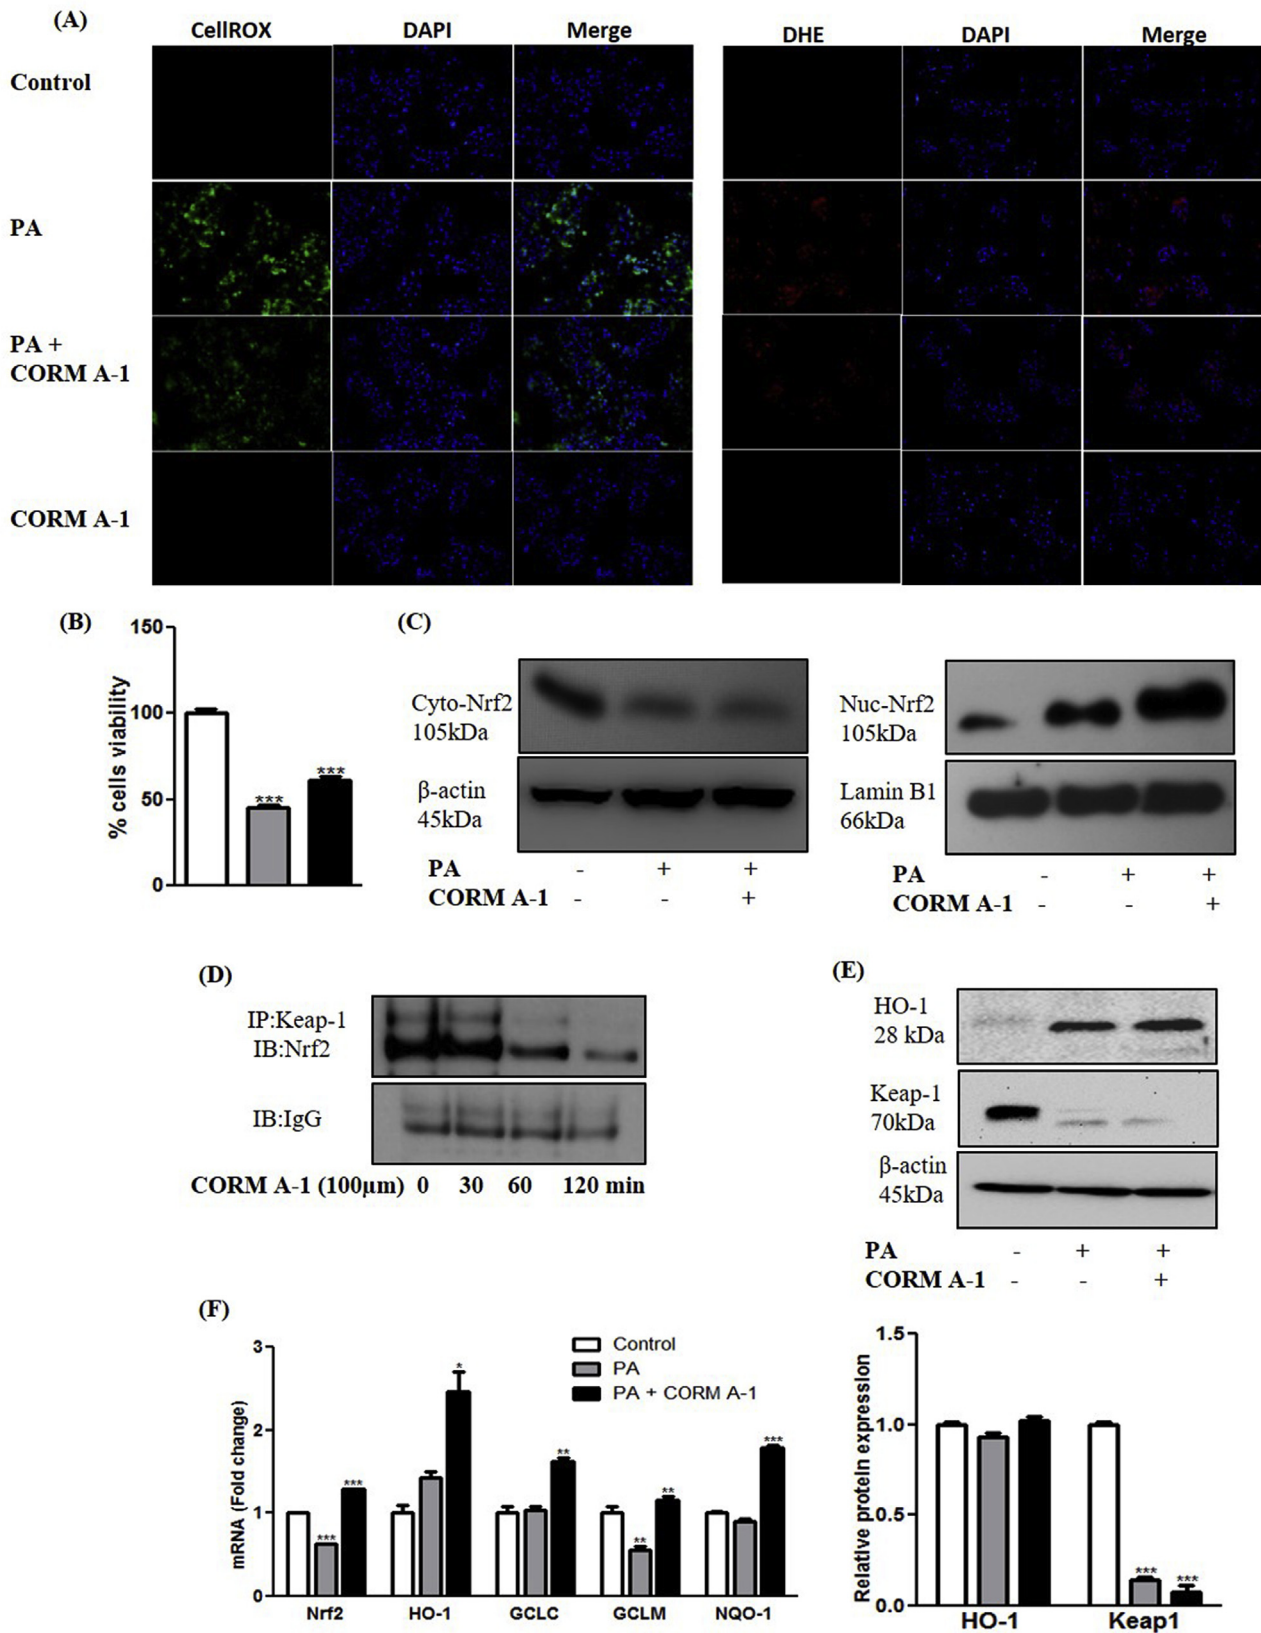 (A)
CellROX DAPI Merge DHE DAPI Merge
Control
PA
PA +
CORM A-1
CORM A-1
(B)
% cells viability
150
100
50
0
***
***
(C)
Cyto-Nrf2
105kDa
β-actin
45kDa
PA - + +
CORM A-1 - - +
Nuc-Nrf2
105kDa
Lamin B1
66kDa
PA - + +
CORM A-1 - - +
(D)
IP:Keap-1
IB:Nrf2
IB:IgG
CORM A-1 (100μm) 0 30 60 120 min
(E)
HO-1
28 kDa
Keap-1
70kDa
β-actin
45kDa
PA - + +
CORM A-1 - - +
Relative protein expression
1.5
1.0
0.5
0.0
*** ***
HO-1 Keap1
(F)
mRNA (Fold change)
3
2
1
0
Control
PA
PA + CORM A-1
***
***
*
**
**
**
***
Nrf2 HO-1 GCLC GCLM NQO-1